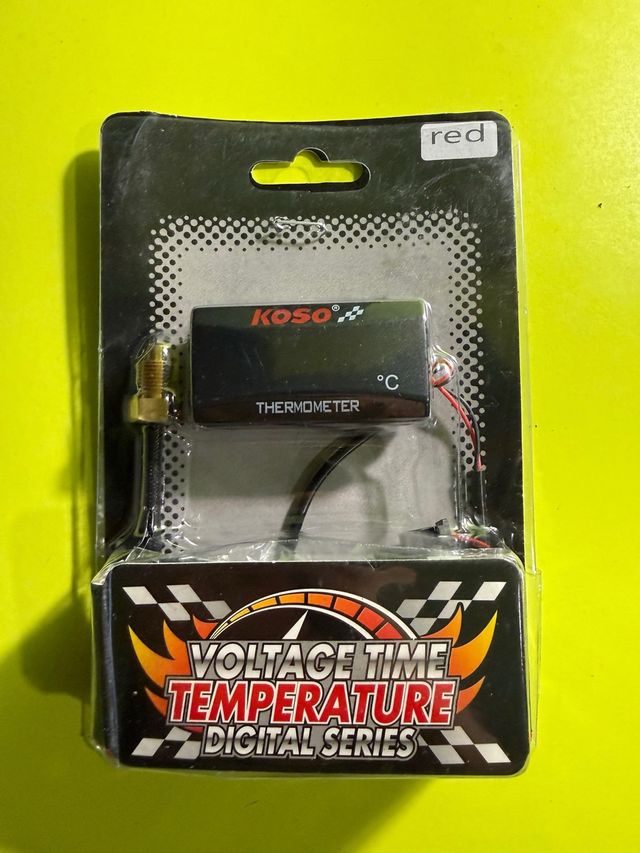 red
KOSO®
°C
THERMOMETER
VOLTAGE TIME
TEMPERATURE
DIGITAL SERIES